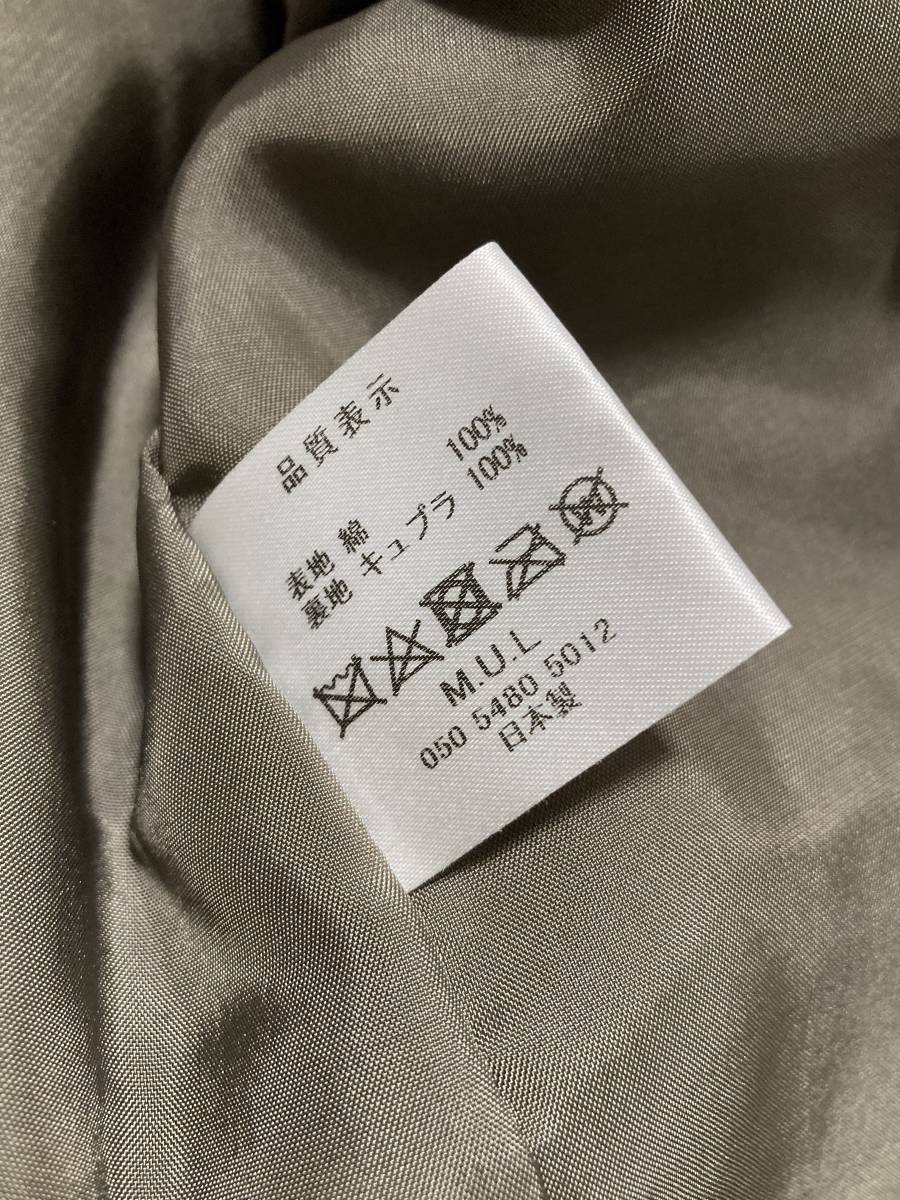 品質表示
表地 綿 100%
裏地 キュプラ 100%
M.U.L
050 5480 5012
日本製